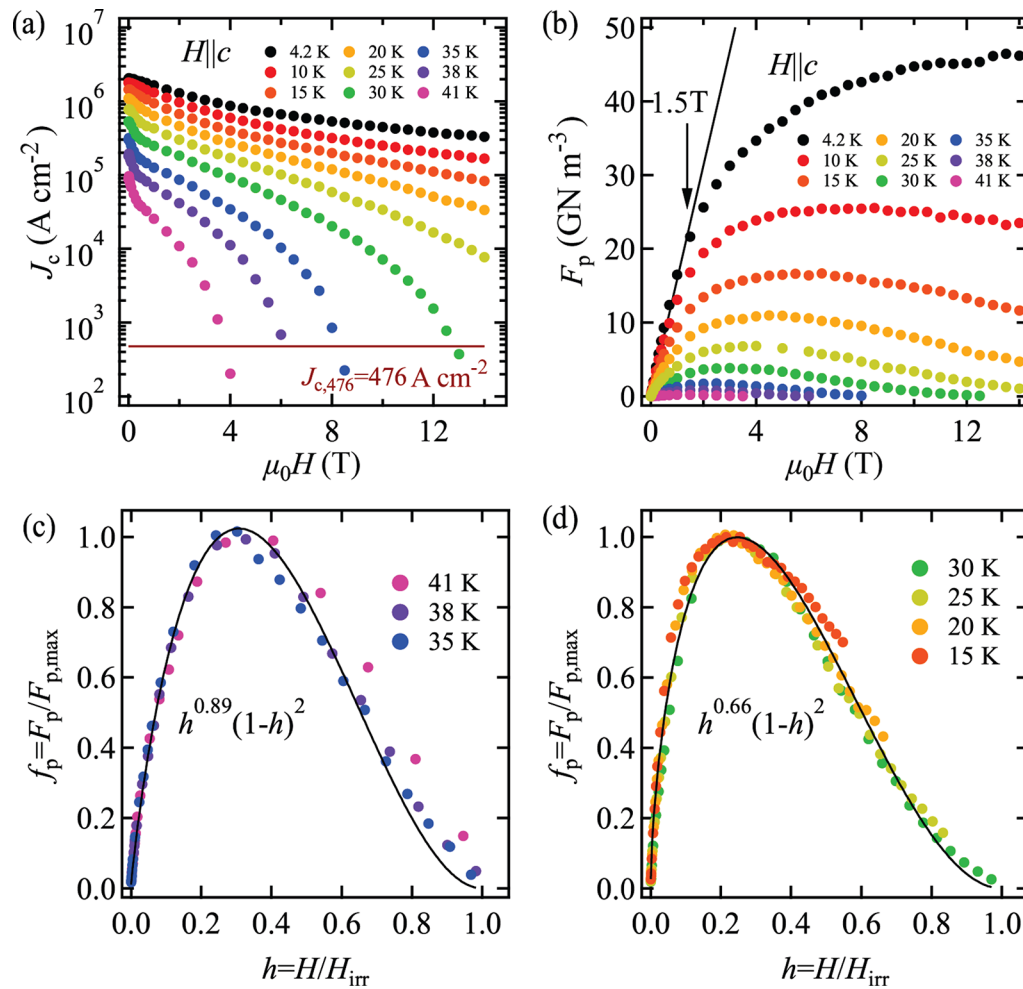 (a)
10^7
10^6
10^5
10^4
10^3
10^2
J_c (A cm^-2)
H||c
4.2 K 20 K 35 K
10 K 25 K 38 K
15 K 30 K 41 K
J_c,476=476 A cm^-2
0 4 8 12
μ_0H (T)
(b)
50
40
30
20
10
0
F_p (GN m^-3)
H||c
1.5T
4.2 K 20 K 35 K
10 K 25 K 38 K
15 K 30 K 41 K
0 4 8 12
μ_0H (T)
(c)
1.0
0.8
0.6
0.4
0.2
0.0
f_p=F_p/F_p,max
41 K
38 K
35 K
h^0.89(1-h)^2
0.0 0.2 0.4 0.6 0.8 1.0
h=H/H_irr
(d)
1.0
0.8
0.6
0.4
0.2
0.0
f_p=F_p/F_p,max
30 K
25 K
20 K
15 K
h^0.66(1-h)^2
0.0 0.2 0.4 0.6 0.8 1.0
h=H/H_irr